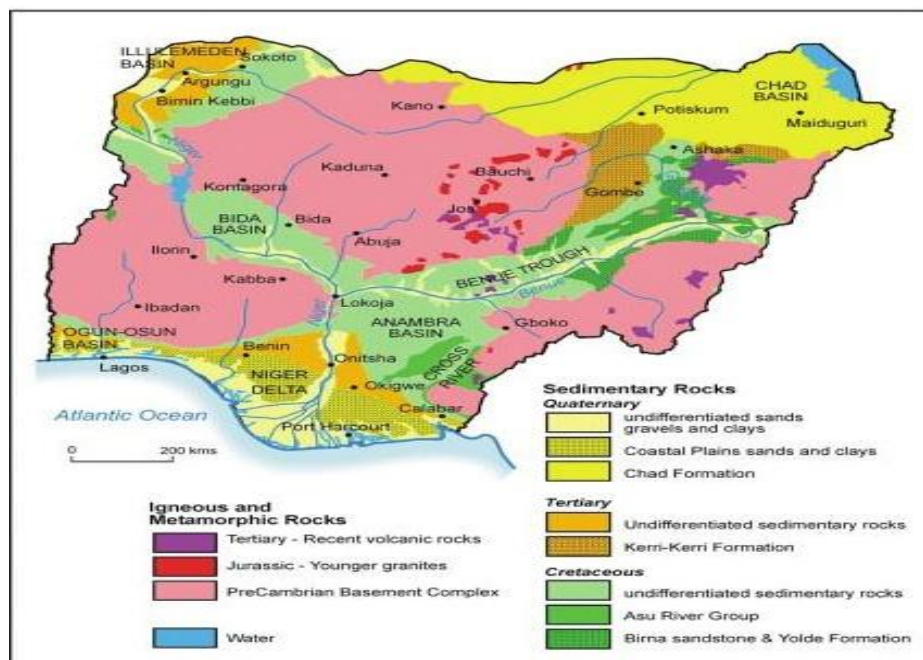 ILLULEMEDEN
BASIN
Sokoto
Argungu
Bimin Kebbi
CHAD
BASIN
Kano
Potiskum
Maiduguri
Niger
Kaduna
Ashaka
Kontagora
Bauchi
Gombe
Jos
BIDA
BASIN
Bida
Abuja
Ilorin
BENUE TROUGH
Kabba
Benue
Lokoja
Niger
Ibadan
ANAMBRA
BASIN
Gboko
OGUN-OSUN
BASIN
Benin
Onitsha
CROSS
RIVER
Lagos
NIGER
DELTA
Okigwe
Calabar
Port Harcourt
Atlantic Ocean
0 200 kms
Igneous and
Metamorphic Rocks
Tertiary - Recent volcanic rocks
Jurassic - Younger granites
PreCambrian Basement Complex
Water
Sedimentary Rocks
Quaternary
undifferentiated sands
gravels and clays
Coastal Plains sands and clays
Chad Formation
Tertiary
Undifferentiated sedimentary rocks
Kerri-Kerri Formation
Cretaceous
undifferentiated sedimentary rocks
Asu River Group
Birna sandstone & Yolde Formation